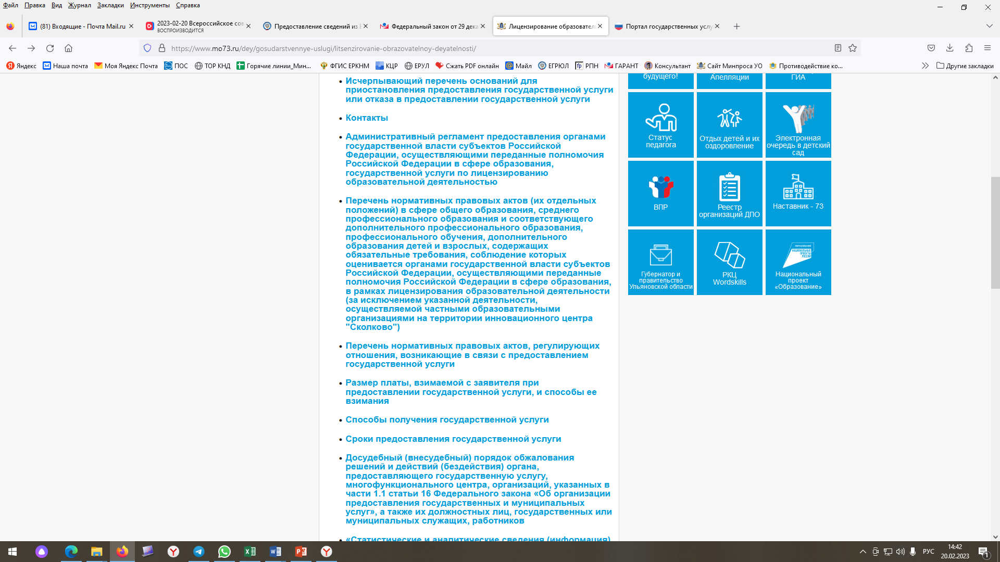 Файл Правка Вид Журнал Закладки Инструменты Справка
(81) Входящие - Почта Mail.ru
2023-02-20 Всероссийское сов
ВОСПРОИЗВОДИТСЯ
Предоставление сведений из Е
Федеральный закон от 29 дека
Лицензирование образователь
Портал государственных услу
https://www.mo73.ru/dey/gosudarstvennye-uslugi/litsenzirovanie-obrazovatelnoy-deyatelnosti/
Яндекс Наша почта Моя Яндекс Почта ПОС ТОР КНД Горячие линии_Мин... ФГИС ЕРКНМ КЦР ЕРУЛ Сжать PDF онлайн Майл ЕГРЮЛ РПН ГАРАНТ Консультант Сайт Минпроса УО Противодействие ко... Другие закладки
Исчерпывающий перечень оснований для
приостановления предоставления государственной услуги
или отказа в предоставлении государственной услуги
Контакты
Административный регламент предоставления органами
государственной власти субъектов Российской
Федерации, осуществляющими переданные полномочия
Российской Федерации в сфере образования,
государственной услуги по лицензированию
образовательной деятельностью
Перечень нормативных правовых актов (их отдельных
положений) в сфере общего образования, среднего
профессионального образования и соответствующего
дополнительного профессионального образования,
профессионального обучения, дополнительного
образования детей и взрослых, содержащих
обязательные требования, соблюдение которых
оценивается органами государственной власти субъектов
Российской Федерации, осуществляющими переданные
полномочия Российской Федерации в сфере образования,
в рамках лицензирования образовательной деятельности
(за исключением указанной деятельности,
осуществляемой частными образовательными
организациями на территории инновационного центра
"Сколково")
Перечень нормативных правовых актов, регулирующих
отношения, возникающие в связи с предоставлением
государственной услуги
Размер платы, взимаемой с заявителя при
предоставлении государственной услуги, и способы ее
взимания
Способы получения государственной услуги
Сроки предоставления государственной услуги
Досудебный (внесудебный) порядок обжалования
решений и действий (бездействия) органа,
предоставляющего государственную услугу,
многофункционального центра, организаций, указанных в
части 1.1 статьи 16 Федерального закона «Об организации
предоставления государственных и муниципальных
услуг», а также их должностных лиц, государственных или
муниципальных служащих, работников
«Статистические и аналитические сведения (информация)
будущего!
Апелляции
ГИА
Статус
педагога
Отдых детей и их
оздоровление
Электронная
очередь в детский
сад
ВПР
Реестр
организаций ДПО
Наставник - 73
Губернатор и
правительство
Ульяновской области
РКЦ
Wordskills
ОБРАЗОВАНИЕ
НАЦИОНАЛЬНЫЕ
ПРОЕКТЫ
РОССИИ
Национальный
проект
«Образование»
РУС
14:42
20.02.2023
1